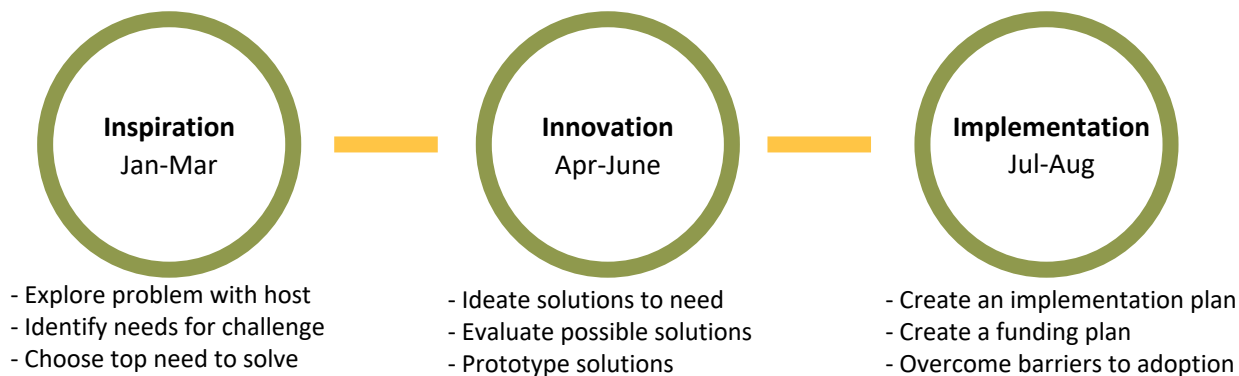 Inspiration
Jan-Mar
- Explore problem with host
- Identify needs for challenge
- Choose top need to solve
Innovation
Apr-June
- Ideate solutions to need
- Evaluate possible solutions
- Prototype solutions
Implementation
Jul-Aug
- Create an implementation plan
- Create a funding plan
- Overcome barriers to adoption